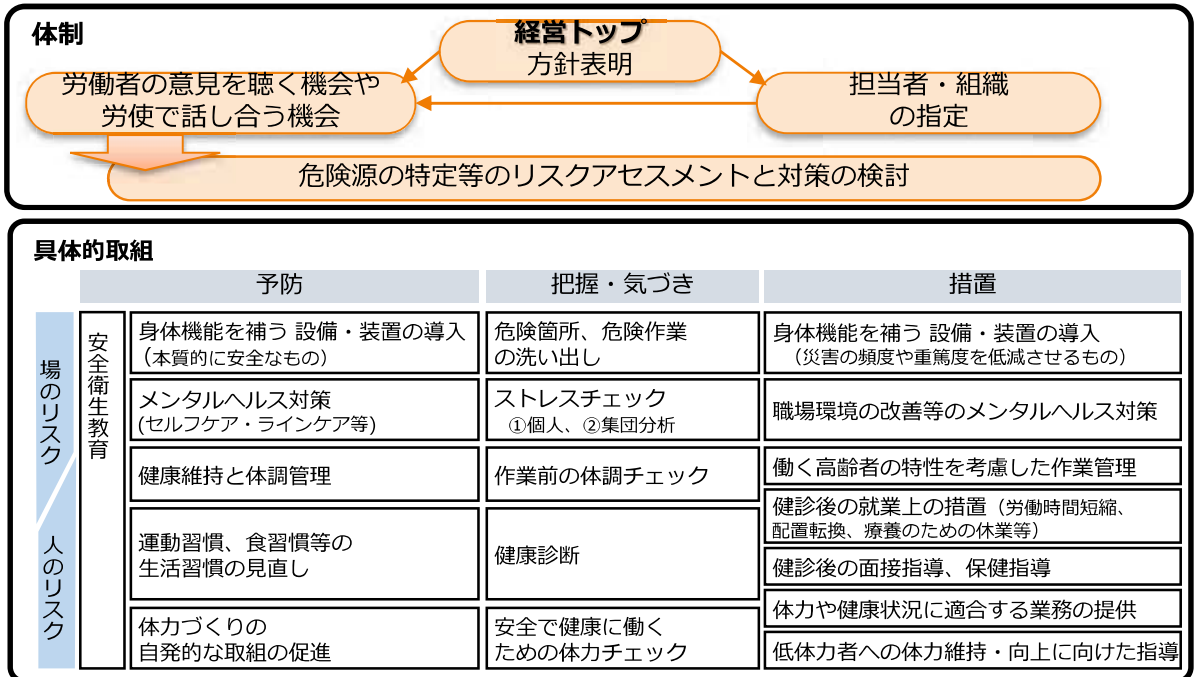 体制
経営トップ
方針表明
労働者の意見を聴く機会や
労使で話し合う機会
担当者・組織
の指定
危険源の特定等のリスクアセスメントと対策の検討
具体的取組
予防
把握・気づき
措置
場のリスク
人のリスク
安全衛生教育
身体機能を補う 設備・装置の導入
（本質的に安全なもの）
危険箇所、危険作業
の洗い出し
身体機能を補う 設備・装置の導入
（災害の頻度や重篤度を低減させるもの）
メンタルヘルス対策
(セルフケア・ラインケア等)
ストレスチェック
①個人、②集団分析
職場環境の改善等のメンタルヘルス対策
健康維持と体調管理
作業前の体調チェック
働く高齢者の特性を考慮した作業管理
健診後の就業上の措置（労働時間短縮、
配置転換、療養のための休業等）
運動習慣、食習慣等の
生活習慣の見直し
健康診断
健診後の面接指導、保健指導
体力や健康状況に適合する業務の提供
体力づくりの
自発的な取組の促進
安全で健康に働く
ための体力チェック
低体力者への体力維持・向上に向けた指導